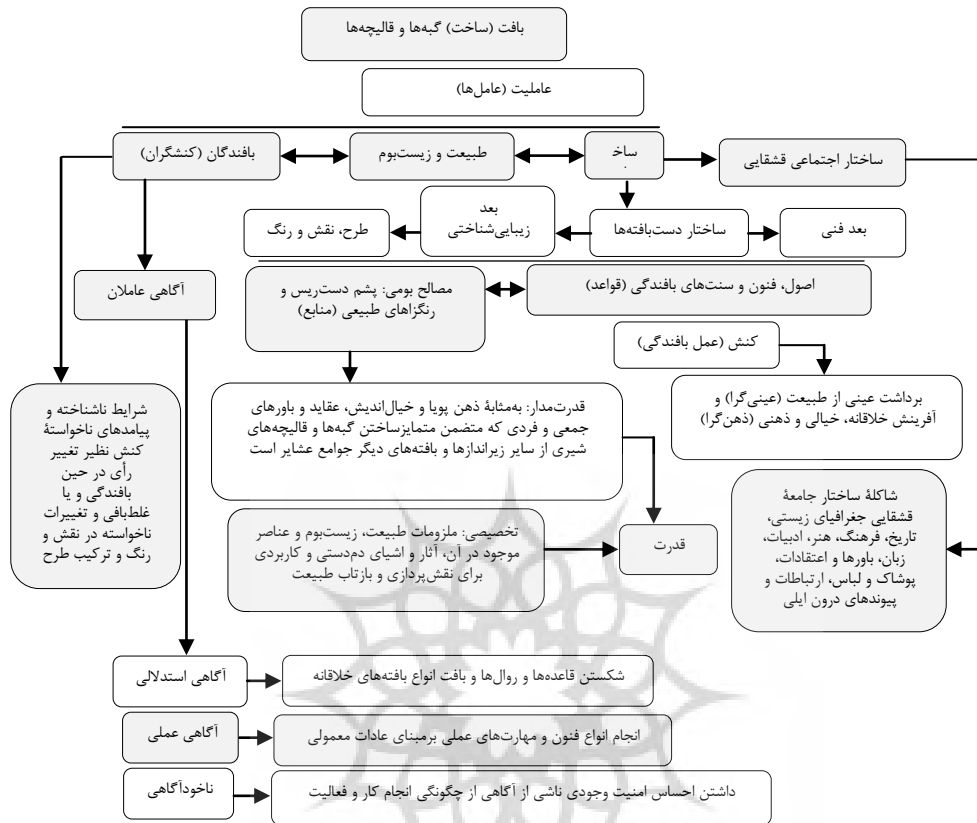 بافت (ساخت) گبه‌ها و قالیچه‌ها
عاملیت (عامل‌ها)
ساختار اجتماعی قشقایی
ساخ
طبیعت و زیست‌بوم
بافندگان (کنشگران)
بعد فنی
ساختار دست‌بافته‌ها
بعد
زیبایی‌شناختی
طرح، نقش و رنگ
آگاهی عاملان
اصول، فنون و سنت‌های بافندگی (قواعد)
مصالح بومی: پشم دست‌ریس و
رنگزاهای طبیعی (منابع)
کنش (عمل بافندگی)
برداشت عینی از طبیعت (عینی‌گرا) و
آفرینش خلاقانه، خیالی و ذهنی (ذهن‌گرا)
قدرت‌مدار: به‌مثابۀ ذهن پویا و خیال‌اندیش، عقاید و باورهای
جمعی و فردی که متضمن متمایزساختن گبه‌ها و قالیچه‌های
شیری از سایر زیراندازها و بافته‌های دیگر جوامع عشایر است
شرایط ناشناخته و
پیامدهای ناخواستۀ
کنش نظیر تغییر
رأی در حین
بافندگی و یا
غلط‌بافی و تغییرات
ناخواسته در نقش و
رنگ و ترکیب طرح
شاکلۀ ساختار جامعۀ
قشقایی جغرافیای زیستی،
تاریخ، فرهنگ، هنر، ادبیات،
زبان، باورها و اعتقادات،
پوشاک و لباس، ارتباطات و
پیوندهای درون ایلی
قدرت
تخصیصی: ملزومات طبیعت، زیست‌بوم و عناصر
موجود در آن، آثار و اشیای دم‌دستی و کاربردی
برای نقش‌پردازی و بازتاب طبیعت
آگاهی استدلالی
شکستن قاعده‌ها و روال‌ها و بافت انواع بافته‌های خلاقانه
آگاهی عملی
انجام انواع فنون و مهارت‌های عملی برمبنای عادات معمولی
ناخودآگاهی
داشتن احساس امنیت وجودی ناشی از آگاهی از چگونگی انجام کار و فعالیت